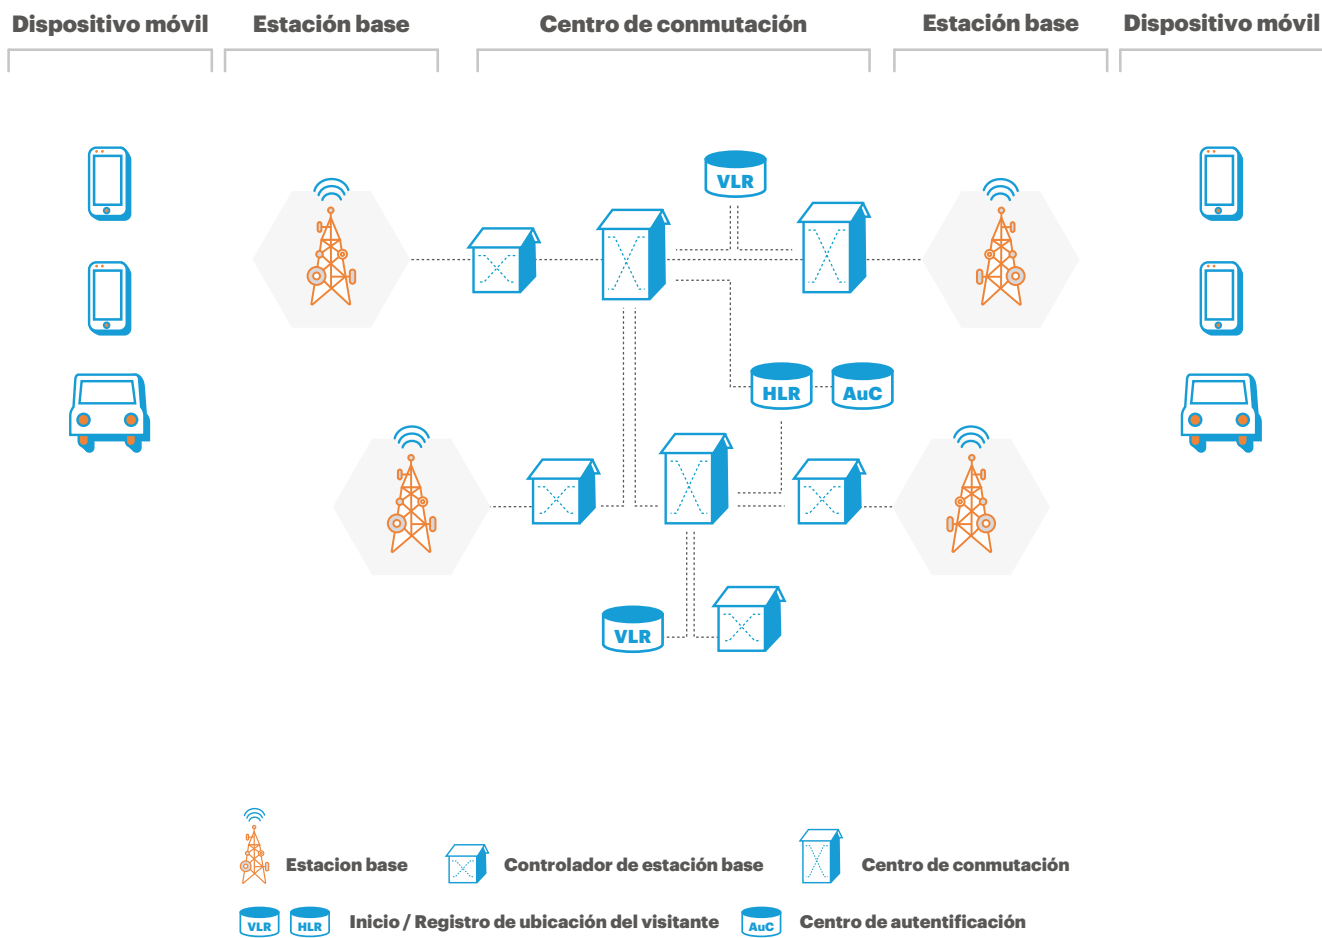 Dispositivo móvil
Estación base
Centro de conmutación
Estación base
Dispositivo móvil
VLR
HLR
AuC
VLR
Estacion base
Controlador de estación base
Centro de conmutación
VLR
HLR
Inicio / Registro de ubicación del visitante
AuC
Centro de autentificación